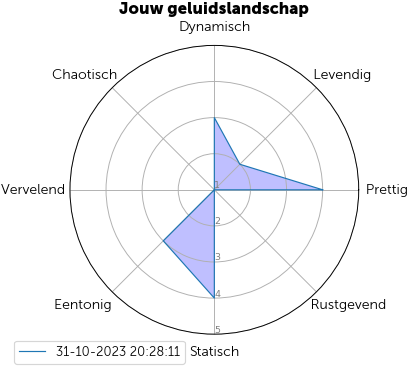 Jouw geluidslandschap
Dynamisch
Chaotisch
Levendig
Vervelend
1
Prettig
2
3
4
Eentonig
Rustgevend
5
31-10-2023 20:28:11
Statisch